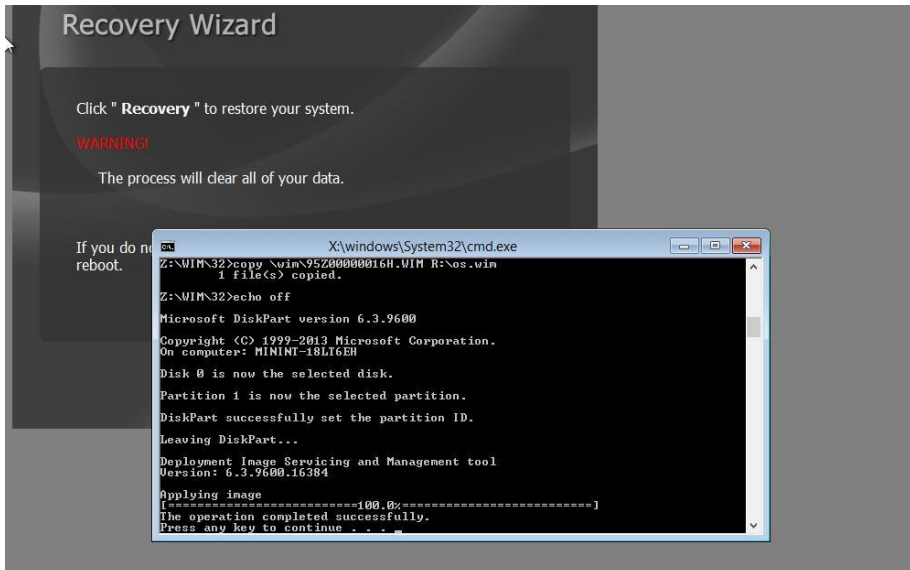 Recovery Wizard
Click " Recovery " to restore your system.
WARNING!
The process will clear all of your data.
If you do no
reboot.
X:\windows\System32\cmd.exe
Z:\WIM\32>copy \wim\95Z00000016H.WIM R:\os.wim
1 file(s) copied.
Z:\WIM\32>echo off
Microsoft DiskPart version 6.3.9600
Copyright (C) 1999-2013 Microsoft Corporation.
On computer: MININT-18LT6EH
Disk 0 is now the selected disk.
Partition 1 is now the selected partition.
DiskPart successfully set the partition ID.
Leaving DiskPart...
Deployment Image Servicing and Management tool
Version: 6.3.9600.16384
Applying image
[==========================100.0%==========================]
The operation completed successfully.
Press any key to continue . . . _